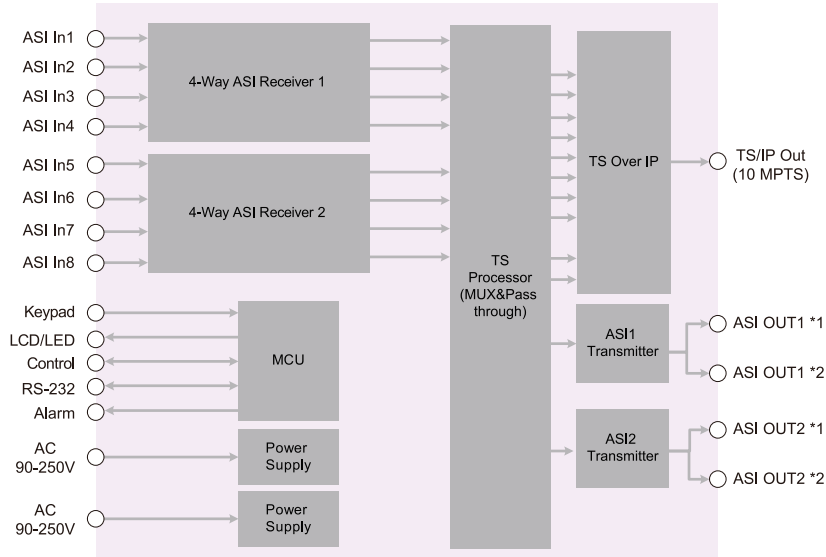 ASI In1
ASI In2
ASI In3
ASI In4
ASI In5
ASI In6
ASI In7
ASI In8
4-Way ASI Receiver 1
4-Way ASI Receiver 2
Keypad
LCD/LED
Control
RS-232
Alarm
MCU
AC
90-250V
Power
Supply
AC
90-250V
Power
Supply
TS
Processor
(MUX&Pass
through)
TS Over IP
TS/IP Out
(10 MPTS)
ASI1
Transmitter
ASI OUT1 *1
ASI OUT1 *2
ASI2
Transmitter
ASI OUT2 *1
ASI OUT2 *2